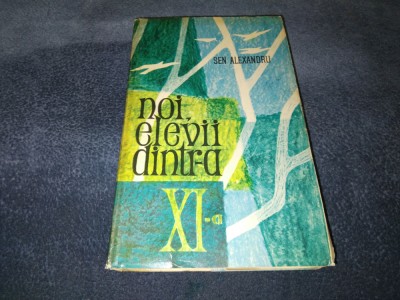 SEN ALEXANDRU
noi,
elevii
dintr-a
XI-a